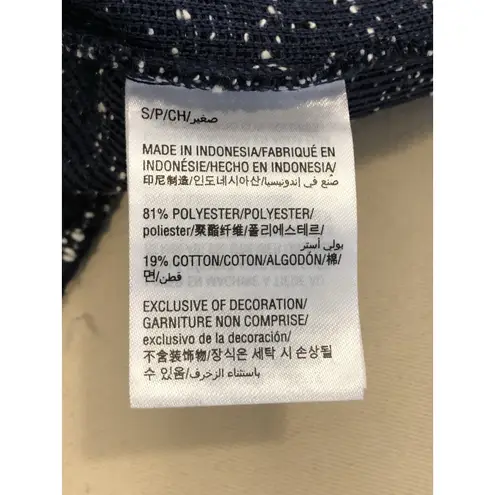 S/P/CH/صغير
MADE IN INDONESIA/FABRIQUÉ EN
INDONÉSIE/HECHO EN INDONESIA/
印尼制造/인도네시아산/صنع في إندونيسيا
81% POLYESTER/POLYESTER/
poliester/聚酯纤维/폴리에스테르/
بولي أستر
19% COTTON/COTON/ALGODÓN/棉/
면/قطن
EXCLUSIVE OF DECORATION/
GARNITURE NON COMPRISE/
exclusivo de la decoración/
不含装饰物/장식은 세탁 시 손상될
수 있음/باستثناء الزخرف